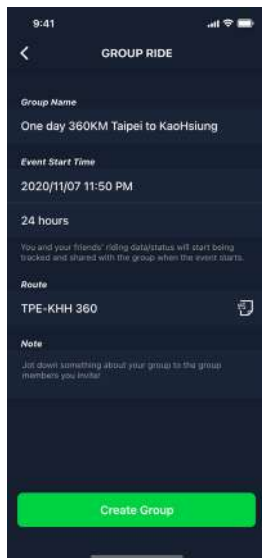 9:41
GROUP RIDE
Group Name
One day 360KM Taipei to KaoHsiung
Event Start Time
2020/11/07 11:50 PM
24 hours
You and your friends' riding data/status will start being
tracked and shared with the group when the event starts.
Route
TPE-KHH 360
Note
Jot down something about your group to the group
members you invite!
Create Group